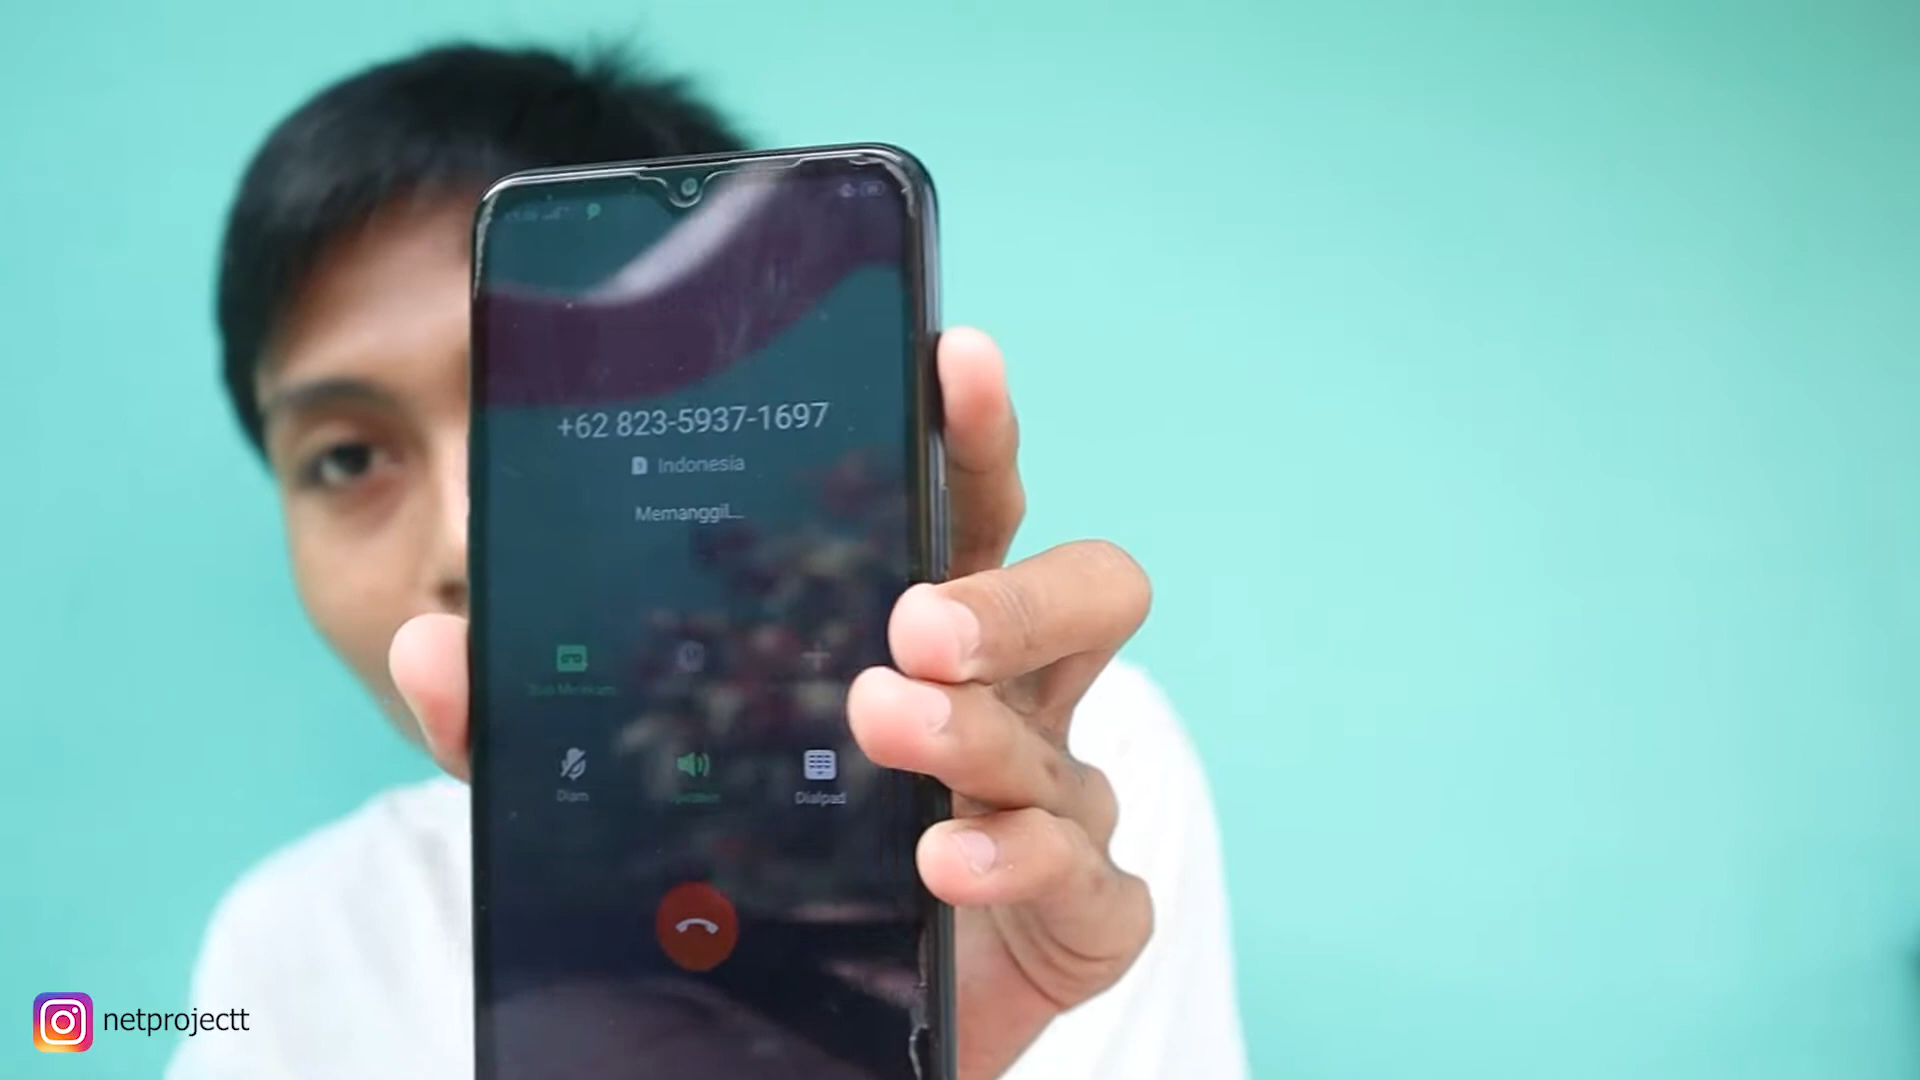 +62 823-5937-1697
Indonesia
Memanggil...
Diam
Dialpad
netprojectt